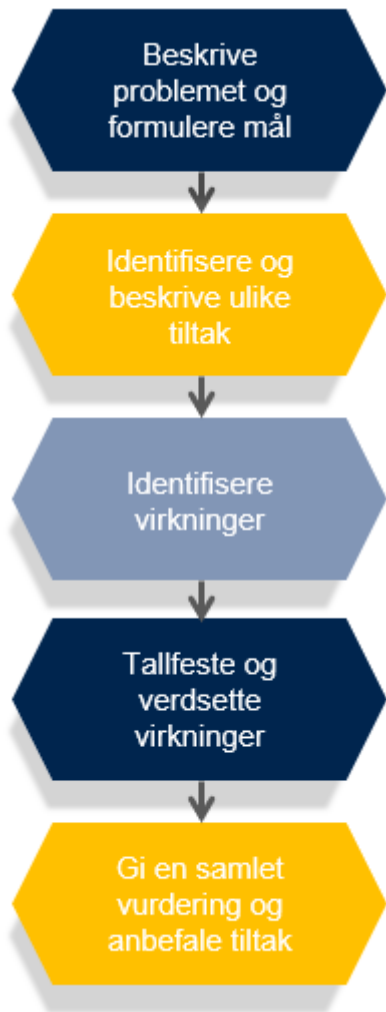 Beskrive
problemet og
formulere mål
Identifisere og
beskrive ulike
tiltak
Identifisere
virkninger
Tallfeste og
verdsette
virkninger
Gi en samlet
vurdering og
anbefale tiltak